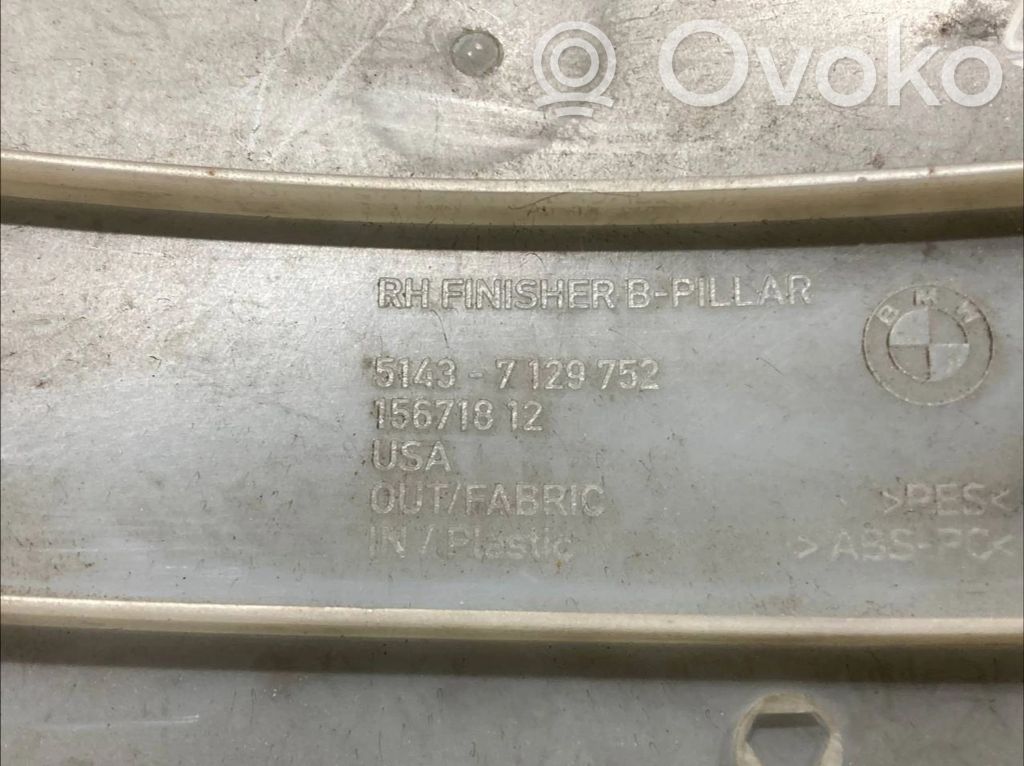 Ovoko
RH FINISHER B-PILLAR
BMW
5143 - 7 129 752
156718 12
USA
OUT/FABRIC >PES<
IN / Plastic >ABS-PC<